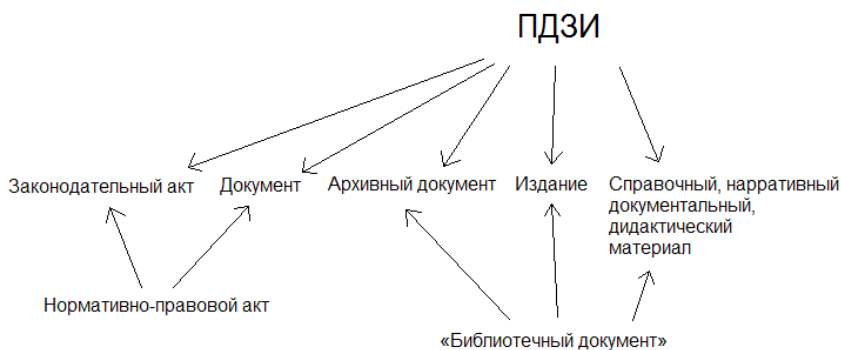 ПДЗИ
Законодательный акт
Документ
Архивный документ
Издание
Справочный, нарративный
документальный,
дидактический
материал
Нормативно-правовой акт
«Библиотечный документ»